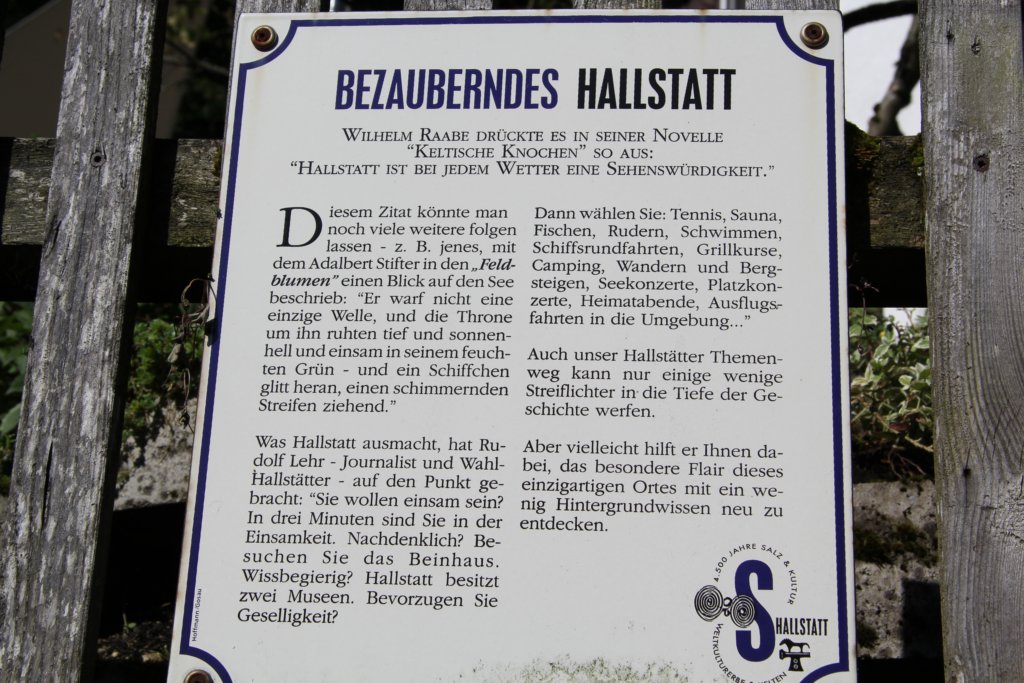 BEZAUBERNDES HALLSTATT
WILHELM RAABE DRÜCKTE ES IN SEINER NOVELLE
“KELTISCHE KNOCHEN” SO AUS:
“HALLSTATT IST BEI JEDEM WETTER EINE SEHENSWÜRDIGKEIT.”
Diesem Zitat könnte man
noch viele weitere folgen
lassen - z. B. jenes, mit
dem Adalbert Stifter in den „Feld-
blumen” einen Blick auf den See
beschrieb: “Er warf nicht eine
einzige Welle, und die Throne
um ihn ruhten tief und sonnen-
hell und einsam in seinem feuch-
ten Grün - und ein Schiffchen
glitt heran, einen schimmernden
Streifen ziehend.”
Was Hallstatt ausmacht, hat Ru-
dolf Lehr - Journalist und Wahl-
Hallstätter - auf den Punkt ge-
bracht: “Sie wollen einsam sein?
In drei Minuten sind Sie in der
Einsamkeit. Nachdenklich? Be-
suchen Sie das Beinhaus.
Wissbegierig? Hallstatt besitzt
zwei Museen. Bevorzugen Sie
Geselligkeit?
Dann wählen Sie: Tennis, Sauna,
Fischen, Rudern, Schwimmen,
Schiffsrundfahrten, Grillkurse,
Camping, Wandern und Berg-
steigen, Seekonzerte, Platzkon-
zerte, Heimatabende, Ausflugs-
fahrten in die Umgebung...”
Auch unser Hallstätter Themen-
weg kann nur einige wenige
Streiflichter in die Tiefe der Ge-
schichte werfen.
Aber vielleicht hilft er Ihnen da-
bei, das besondere Flair dieses
einzigartigen Ortes mit ein we-
nig Hintergrundwissen neu zu
entdecken.
Hoffmann/Gosau
4.500 JAHRE SALZ & KULTUR
S
HALLSTATT
WELTKULTURERBE